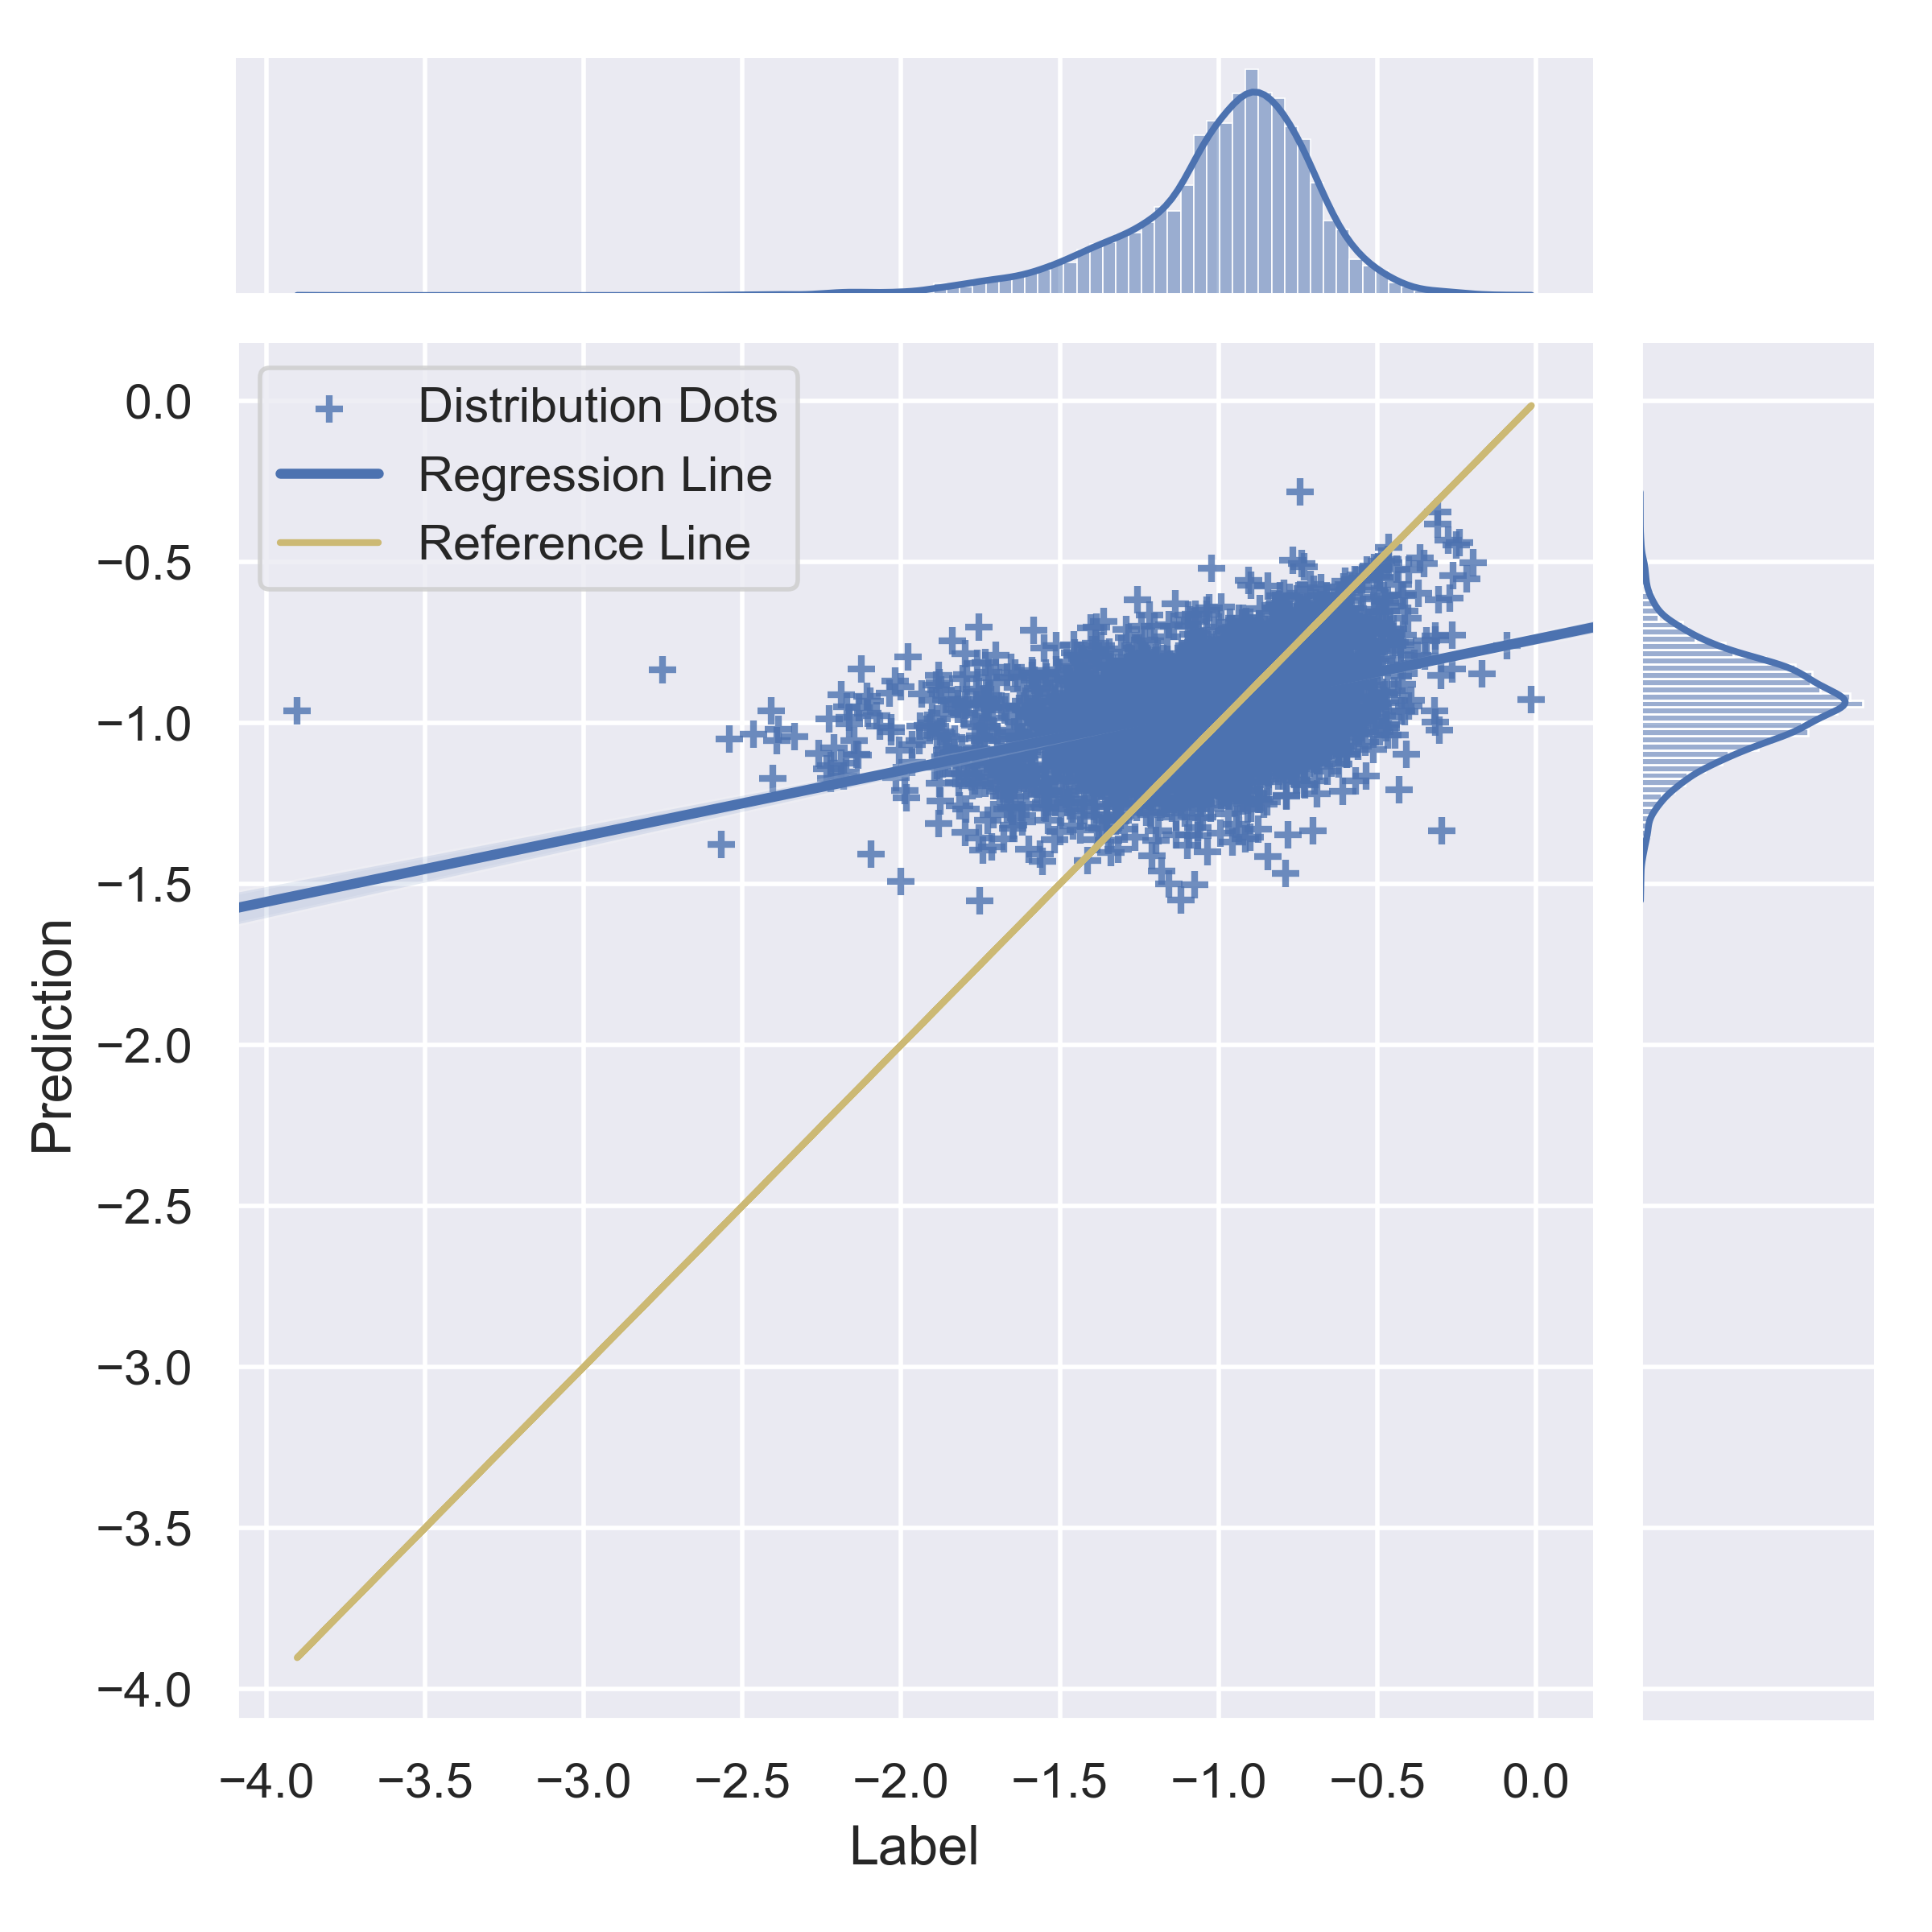 Distribution Dots
Regression Line
Reference Line
0.0
−0.5
−1.0
−1.5
−2.0
−2.5
−3.0
−3.5
−4.0
Prediction
−4.0 −3.5 −3.0 −2.5 −2.0 −1.5 −1.0 −0.5 0.0
Label